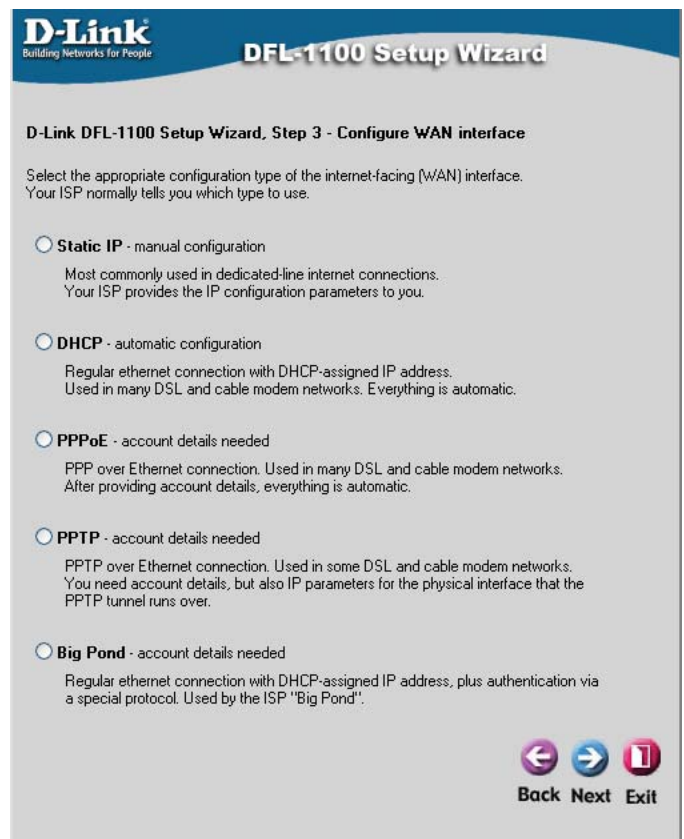 D-Link
Building Networks for People
DFL-1100 Setup Wizard
D-Link DFL-1100 Setup Wizard, Step 3 - Configure WAN interface
Select the appropriate configuration type of the internet-facing (WAN) interface.
Your ISP normally tells you which type to use.
Static IP - manual configuration
Most commonly used in dedicated-line internet connections.
Your ISP provides the IP configuration parameters to you.
DHCP - automatic configuration
Regular ethernet connection with DHCP-assigned IP address.
Used in many DSL and cable modem networks. Everything is automatic.
PPPoE - account details needed
PPP over Ethernet connection. Used in many DSL and cable modem networks.
After providing account details, everything is automatic.
PPTP - account details needed
PPTP over Ethernet connection. Used in some DSL and cable modem networks.
You need account details, but also IP parameters for the physical interface that the
PPTP tunnel runs over.
Big Pond - account details needed
Regular ethernet connection with DHCP-assigned IP address, plus authentication via
a special protocol. Used by the ISP "Big Pond".
Back Next Exit